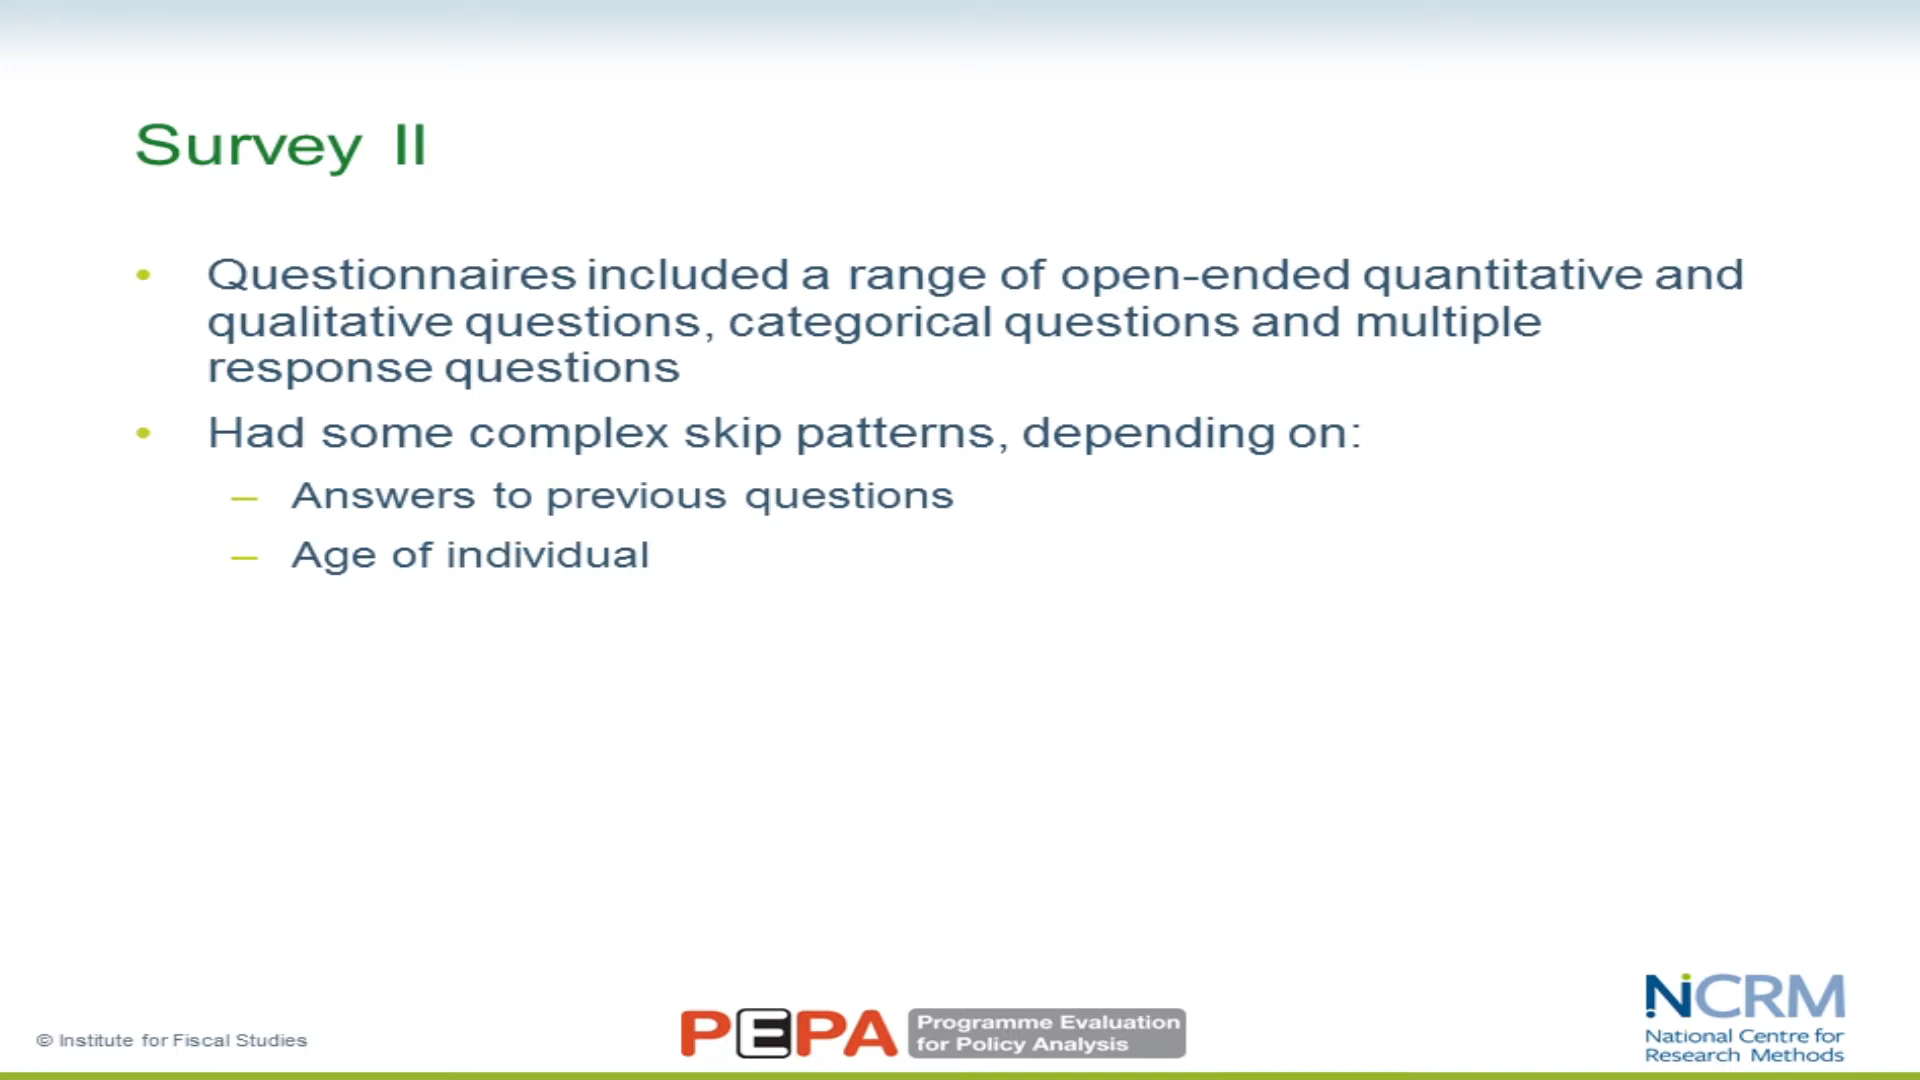 Survey II
• Questionnaires included a range of open-ended quantitative and
qualitative questions, categorical questions and multiple
response questions
• Had some complex skip patterns, depending on:
– Answers to previous questions
– Age of individual
© Institute for Fiscal Studies
PEPA
Programme Evaluation
for Policy Analysis
NCRM
National Centre for
Research Methods